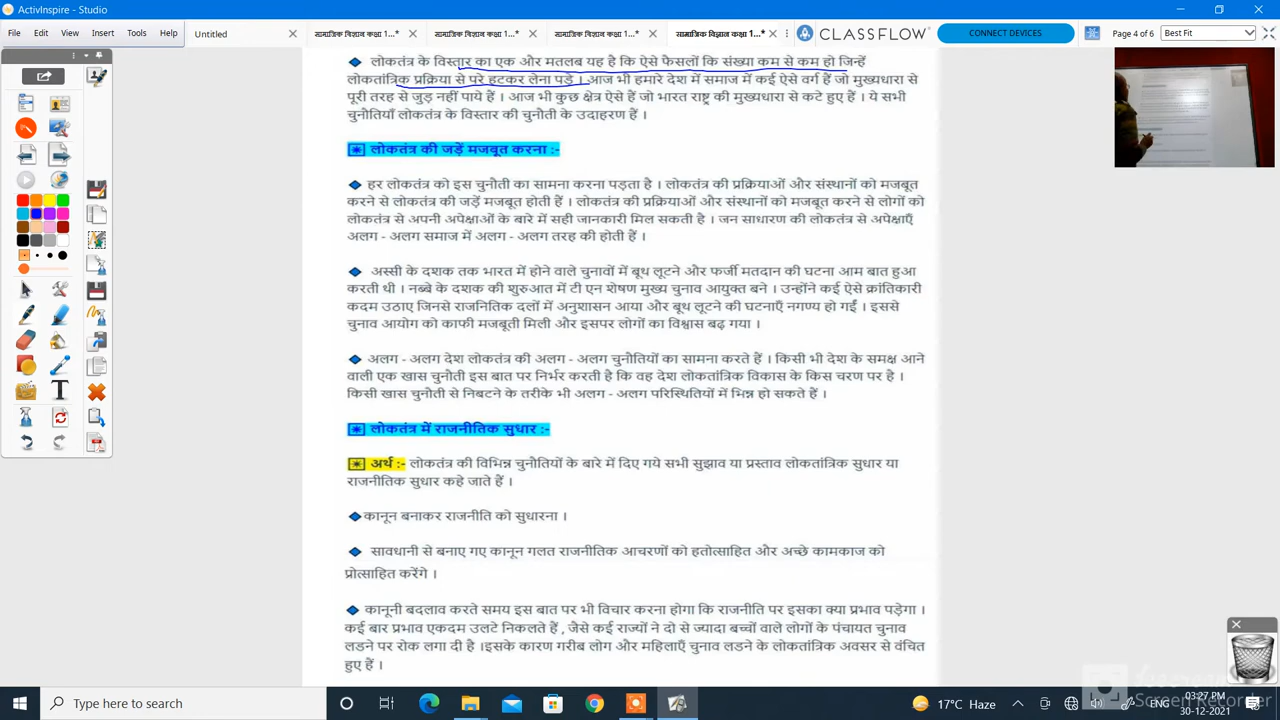 ActivInspire - Studio
File Edit View Insert Tools Help
Untitled
सामाजिक विज्ञान कक्षा 1...*
सामाजिक विज्ञान कक्षा 1...*
सामाजिक विज्ञान कक्षा 1...*
सामाजिक विज्ञान कक्षा 1...*
CLASSFLOW
CONNECT DEVICES
Page 4 of 6
Best Fit
लोकतंत्र के विस्तार का एक और मतलब यह है कि ऐसे फैसलों कि संख्या कम से कम हो जिन्हें
लोकतांत्रिक प्रक्रिया से परे हटकर लेना पड़े । आज भी हमारे देश में समाज में कई ऐसे वर्ग हैं जो मुख्यधारा से
पूरी तरह से जुड़ नहीं पाये हैं । आज भी कुछ क्षेत्र ऐसे हैं जो भारत राष्ट्र की मुख्यधारा से कटे हुए हैं । ये सभी
चुनौतियाँ लोकतंत्र के विस्तार की चुनौती के उदाहरण हैं ।
लोकतंत्र की जड़ें मजबूत करना :-
हर लोकतंत्र को इस चुनौती का सामना करना पड़ता है । लोकतंत्र की प्रक्रियाओं और संस्थानों को मजबूत
करने से लोकतंत्र की जड़ें मजबूत होती हैं । लोकतंत्र की प्रक्रियाओं और संस्थानों को मजबूत करने से लोगों को
लोकतंत्र से अपनी अपेक्षाओं के बारे में सही जानकारी मिल सकती है । जन साधारण की लोकतंत्र से अपेक्षाएँ
अलग - अलग समाज में अलग - अलग तरह की होती हैं ।
अस्सी के दशक तक भारत में होने वाले चुनावों में बूथ लूटने और फर्जी मतदान की घटना आम बात हुआ
करती थी । नब्बे के दशक की शुरुआत में टी एन शेषण मुख्य चुनाव आयुक्त बने । उन्होंने कई ऐसे क्रांतिकारी
कदम उठाए जिनसे राजनितिक दलों में अनुशासन आया और बूथ लूटने की घटनाएँ नगण्य हो गईं । इससे
चुनाव आयोग को काफी मजबूती मिली और इसपर लोगों का विश्वास बढ़ गया ।
अलग - अलग देश लोकतंत्र की अलग - अलग चुनौतियों का सामना करते हैं । किसी भी देश के समक्ष आने
वाली एक खास चुनौती इस बात पर निर्भर करती है कि वह देश लोकतांत्रिक विकास के किस चरण पर है ।
किसी खास चुनौती से निबटने के तरीके भी अलग - अलग परिस्थितियों में भिन्न हो सकते हैं ।
लोकतंत्र में राजनीतिक सुधार :-
अर्थ :- लोकतंत्र की विभिन्न चुनौतियों के बारे में दिए गये सभी सुझाव या प्रस्ताव लोकतांत्रिक सुधार या
राजनीतिक सुधार कहे जाते हैं ।
कानून बनाकर राजनीति को सुधारना ।
सावधानी से बनाए गए कानून गलत राजनीतिक आचरणों को हतोत्साहित और अच्छे कामकाज को
प्रोत्साहित करेंगे ।
कानूनी बदलाव करते समय इस बात पर भी विचार करना होगा कि राजनीति पर इसका क्या प्रभाव पड़ेगा ।
कई बार प्रभाव एकदम उलटे निकलते हैं , जैसे कई राज्यों ने दो से ज्यादा बच्चों वाले लोगों के पंचायत चुनाव
लडने पर रोक लगा दी है ।इसके कारण गरीब लोग और महिलाएँ चुनाव लडने के लोकतांत्रिक अवसर से वंचित
हुए हैं ।
Screen Recorder
Type here to search
17°C Haze
ENG
03:27 PM
30-12-2021